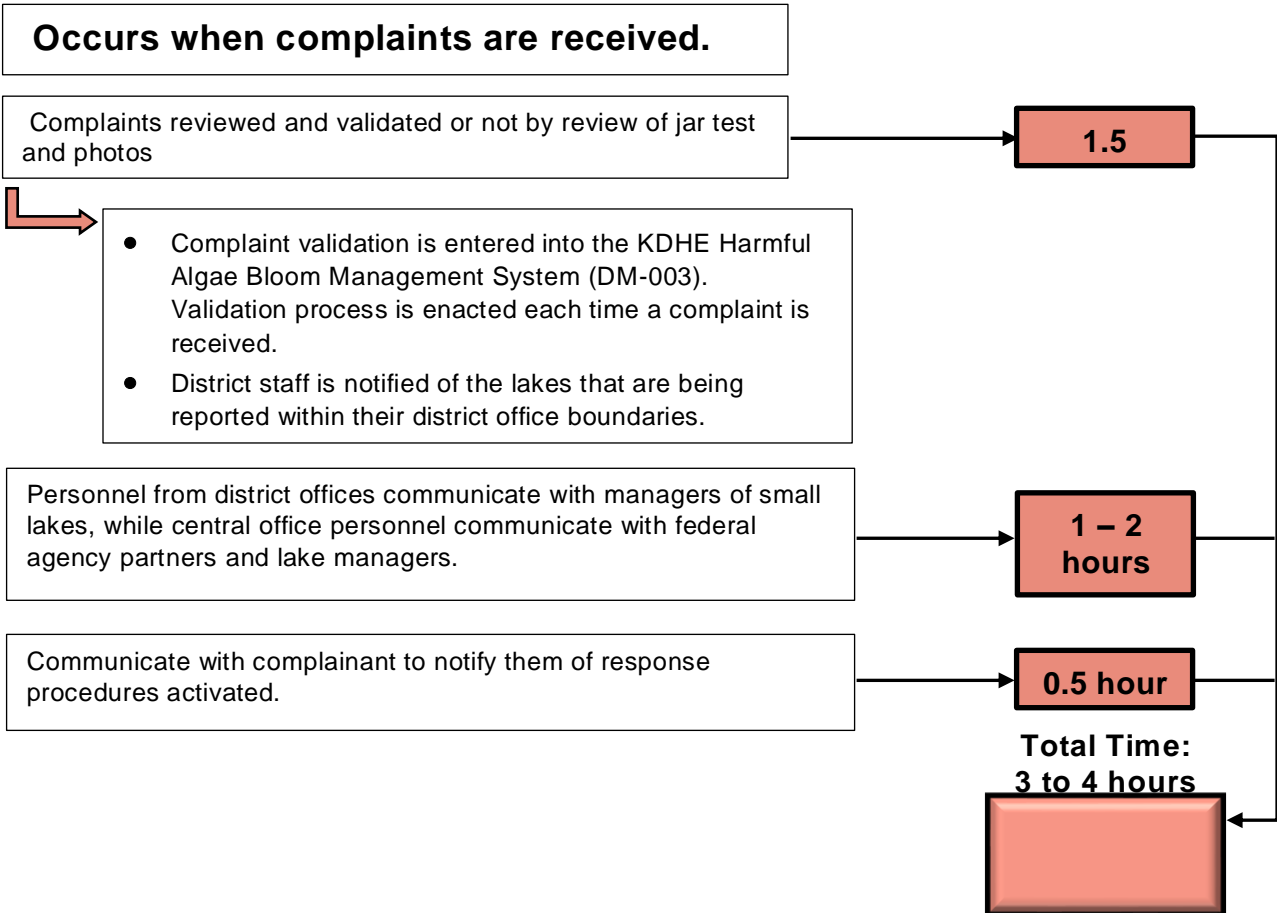 Occurs when complaints are received.
Complaints reviewed and validated or not by review of jar test
and photos
1.5
• Complaint validation is entered into the KDHE Harmful
Algae Bloom Management System (DM-003).
Validation process is enacted each time a complaint is
received.
• District staff is notified of the lakes that are being
reported within their district office boundaries.
Personnel from district offices communicate with managers of small
lakes, while central office personnel communicate with federal
agency partners and lake managers.
1 – 2
hours
Communicate with complainant to notify them of response
procedures activated.
0.5 hour
Total Time:
3 to 4 hours